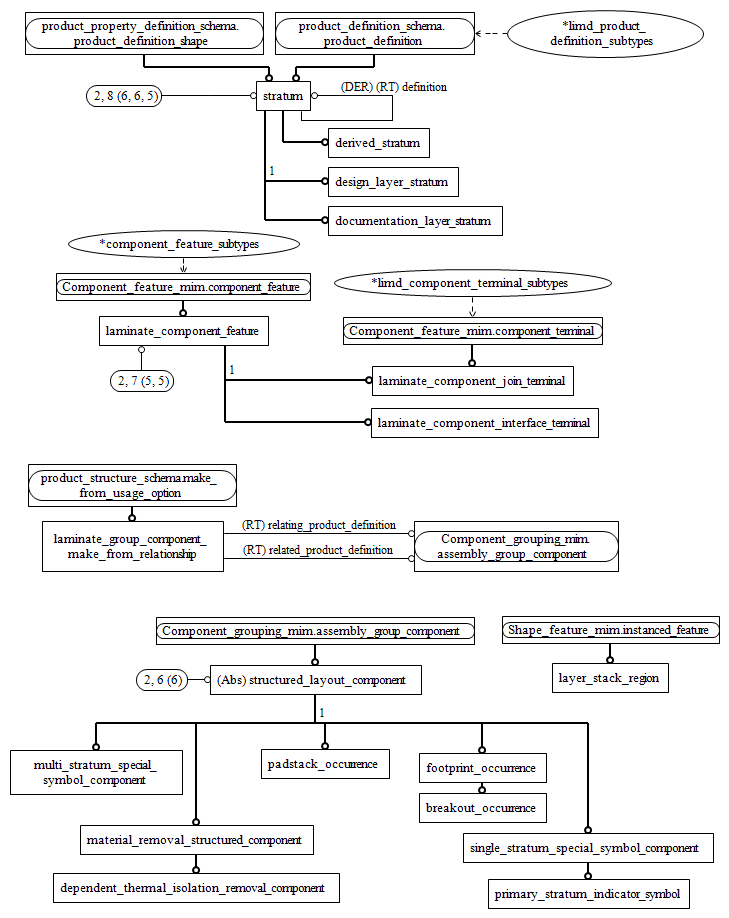 product_property_definition_schema.
product_definition_shape
product_definition_schema.
product_definition
*limd_product_
definition_subtypes
2, 8 (6, 6, 5)
stratum
(DER) (RT) definition
derived_stratum
1
design_layer_stratum
documentation_layer_stratum
*component_feature_subtypes
Component_feature_mim.component_feature
laminate_component_feature
2, 7 (5, 5)
*limd_component_terminal_subtypes
Component_feature_mim.component_terminal
1
laminate_component_join_terminal
laminate_component_interface_terminal
product_structure_schema.make_
from_usage_option
laminate_group_component_
make_from_relationship
(RT) relating_product_definition
(RT) related_product_definition
Component_grouping_mim.
assembly_group_component
Component_grouping_mim.assembly_group_component
Shape_feature_mim.instanced_feature
2, 6 (6)
(Abs) structured_layout_component
layer_stack_region
1
multi_stratum_special_
symbol_component
padstack_occurrence
footprint_occurrence
breakout_occurrence
material_removal_structured_component
single_stratum_special_symbol_component
dependent_thermal_isolation_removal_component
primary_stratum_indicator_symbol